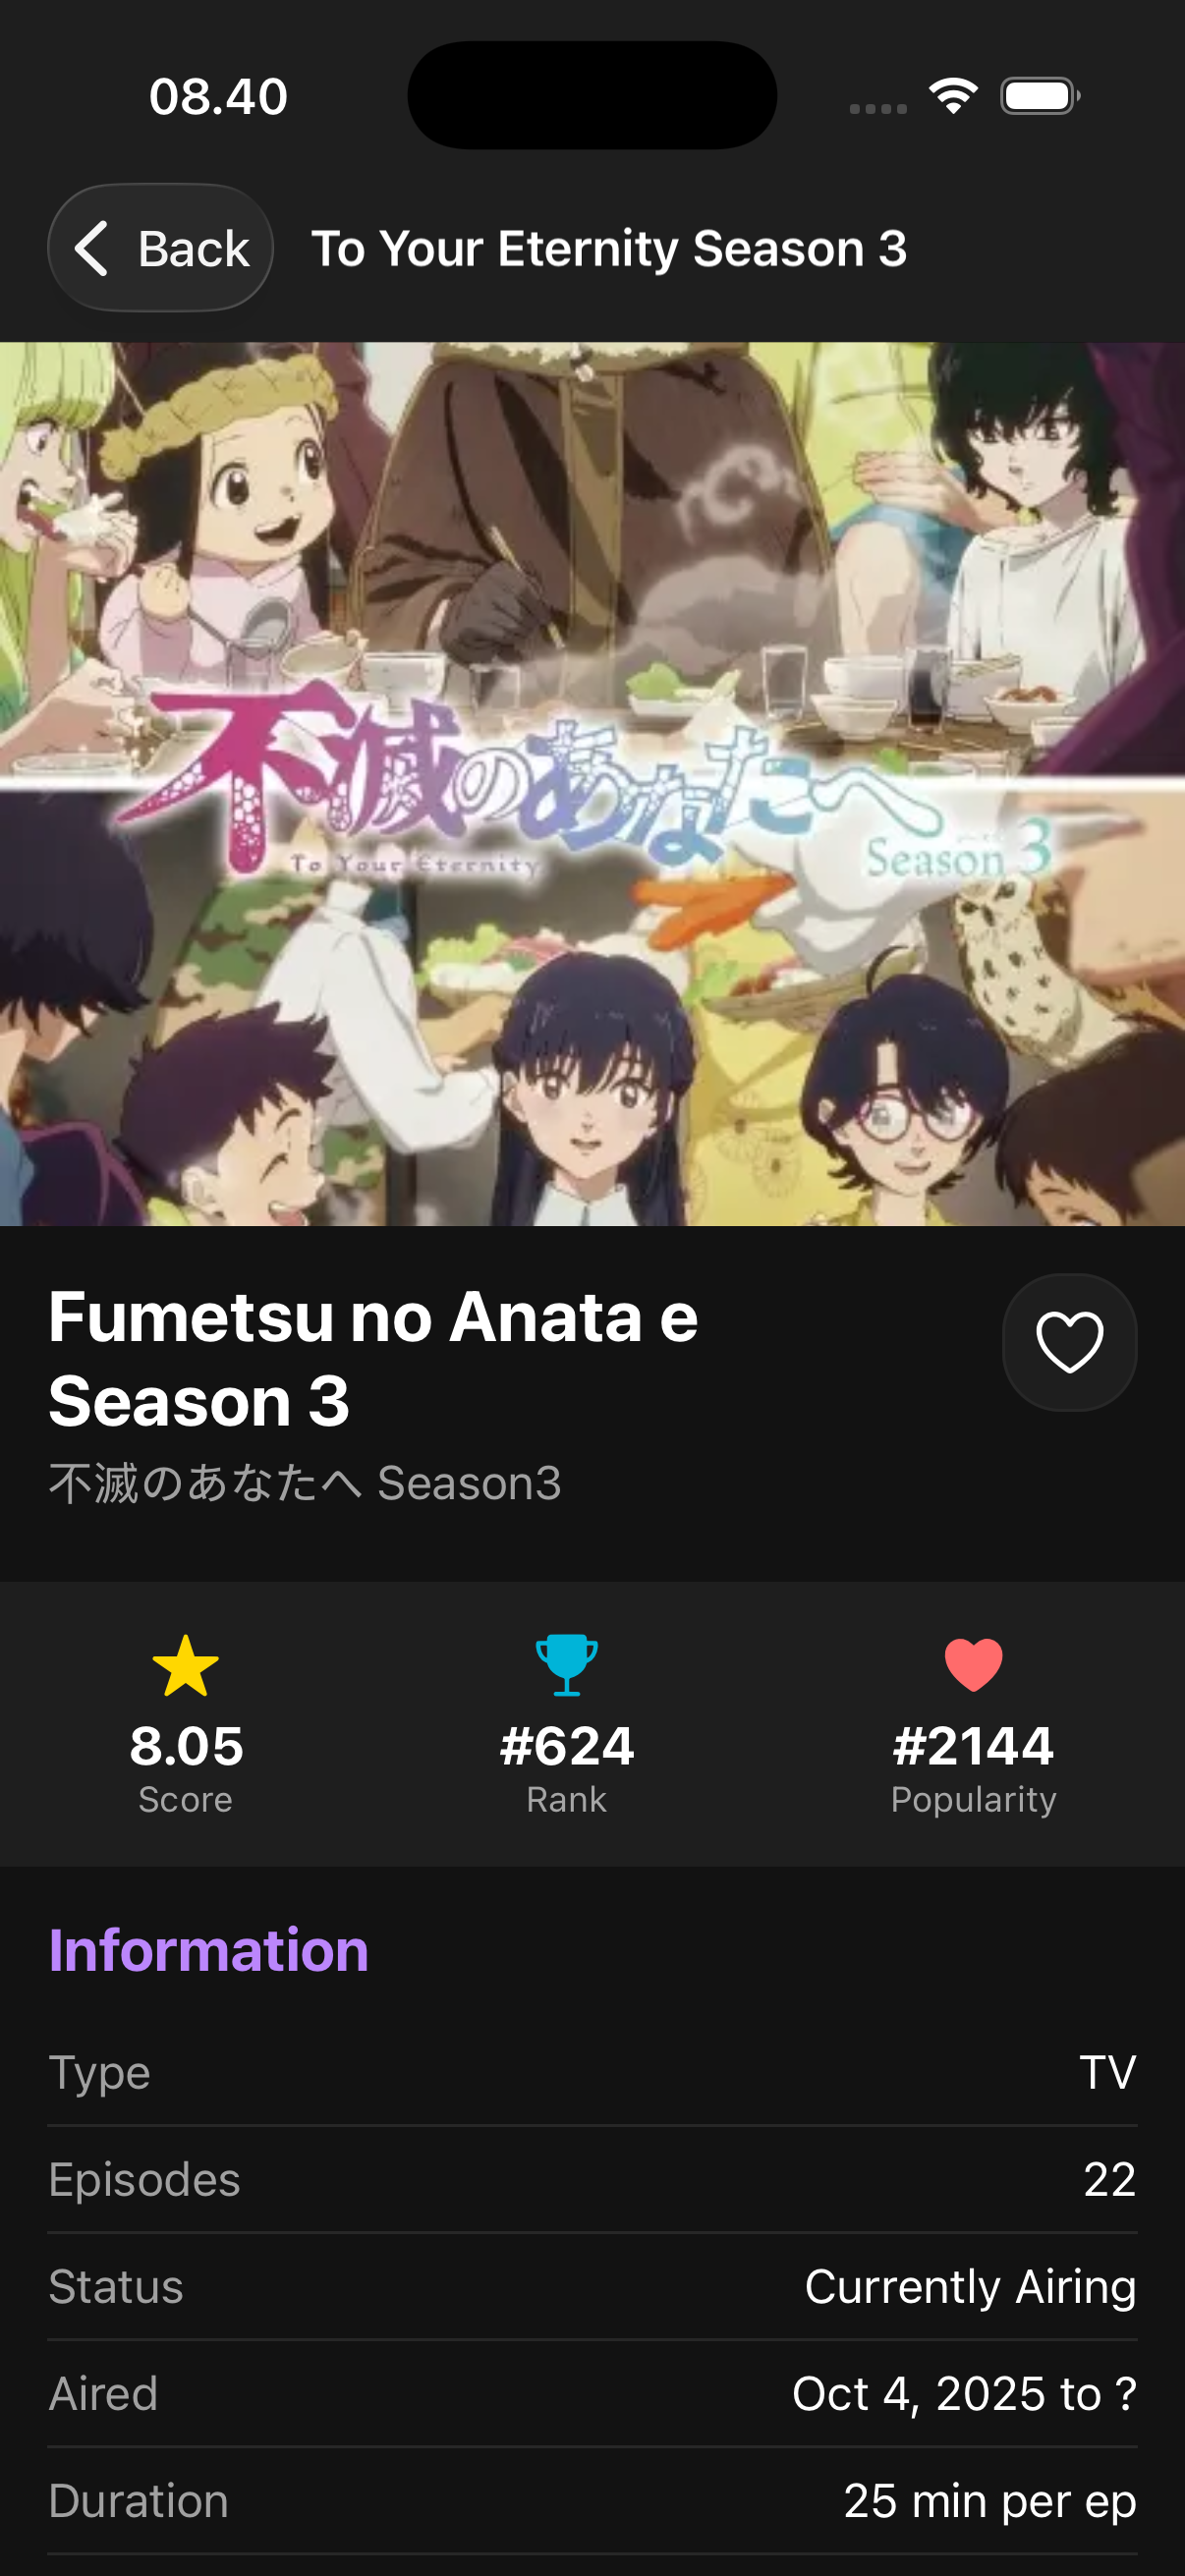 08.40
Back
To Your Eternity Season 3
不滅のあなたへ
To Your Eternity
Season 3
Fumetsu no Anata e
Season 3
不滅のあなたへ Season3
8.05
#624
#2144
Score
Rank
Popularity
Information
Type
TV
Episodes
22
Status
Currently Airing
Aired
Oct 4, 2025 to ?
Duration
25 min per ep